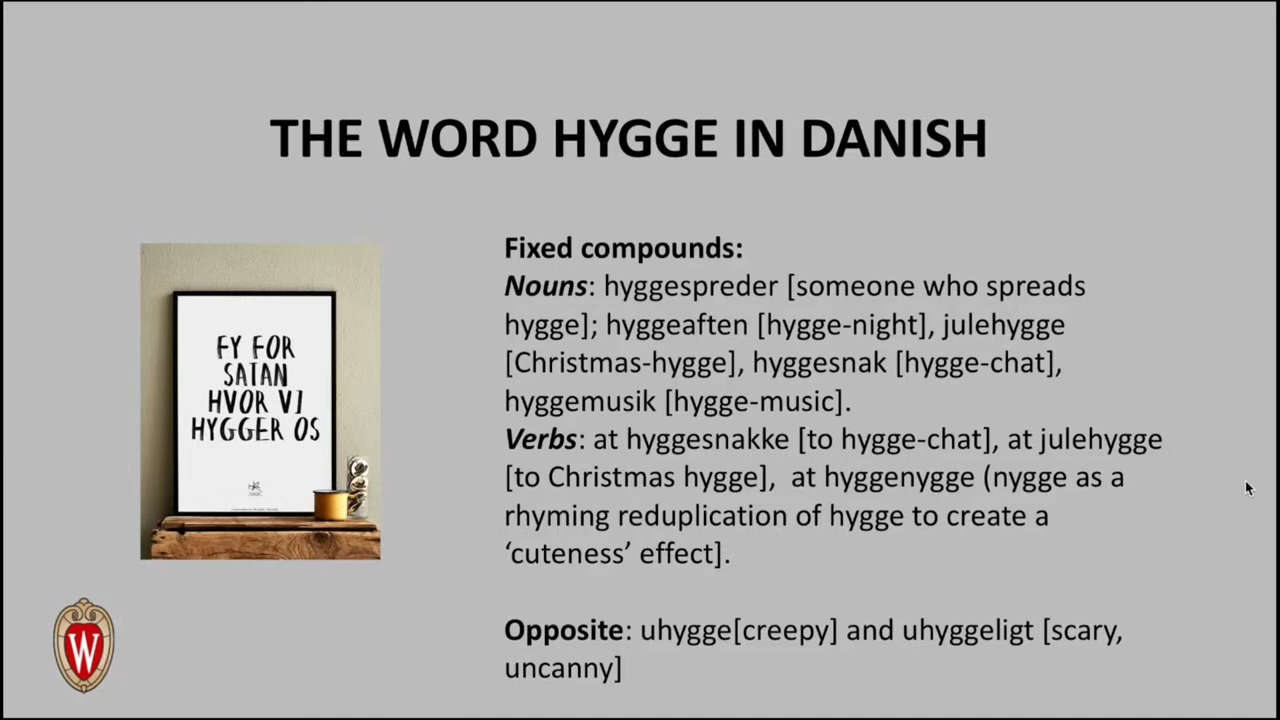 THE WORD HYGGE IN DANISH
FY FOR
SATAN
HVOR VI
HYGGER OS
Fixed compounds:
Nouns: hyggespreder [someone who spreads
hygge]; hyggeaften [hygge-night], julehygge
[Christmas-hygge], hyggesnak [hygge-chat],
hyggemusik [hygge-music].
Verbs: at hyggesnakke [to hygge-chat], at julehygge
[to Christmas hygge],  at hyggenygge (nygge as a
rhyming reduplication of hygge to create a
‘cuteness’ effect].
Opposite: uhygge[creepy] and uhyggeligt [scary,
uncanny]
W